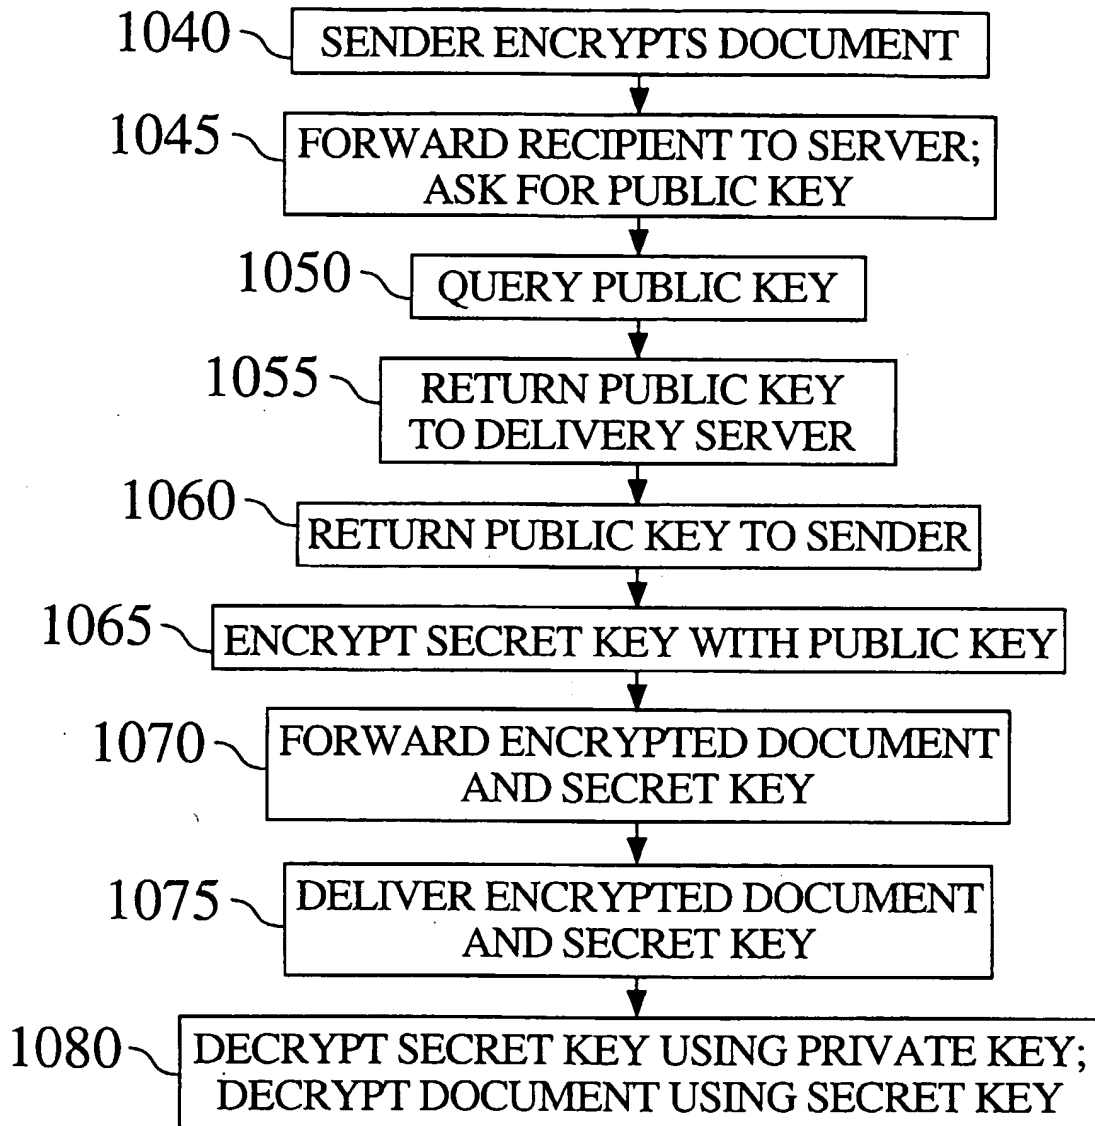 1040 SENDER ENCRYPTS DOCUMENT
1045 FORWARD RECIPIENT TO SERVER;
ASK FOR PUBLIC KEY
1050 QUERY PUBLIC KEY
1055 RETURN PUBLIC KEY
TO DELIVERY SERVER
1060 RETURN PUBLIC KEY TO SENDER
1065 ENCRYPT SECRET KEY WITH PUBLIC KEY
1070 FORWARD ENCRYPTED DOCUMENT
AND SECRET KEY
1075 DELIVER ENCRYPTED DOCUMENT
AND SECRET KEY
1080 DECRYPT SECRET KEY USING PRIVATE KEY;
DECRYPT DOCUMENT USING SECRET KEY